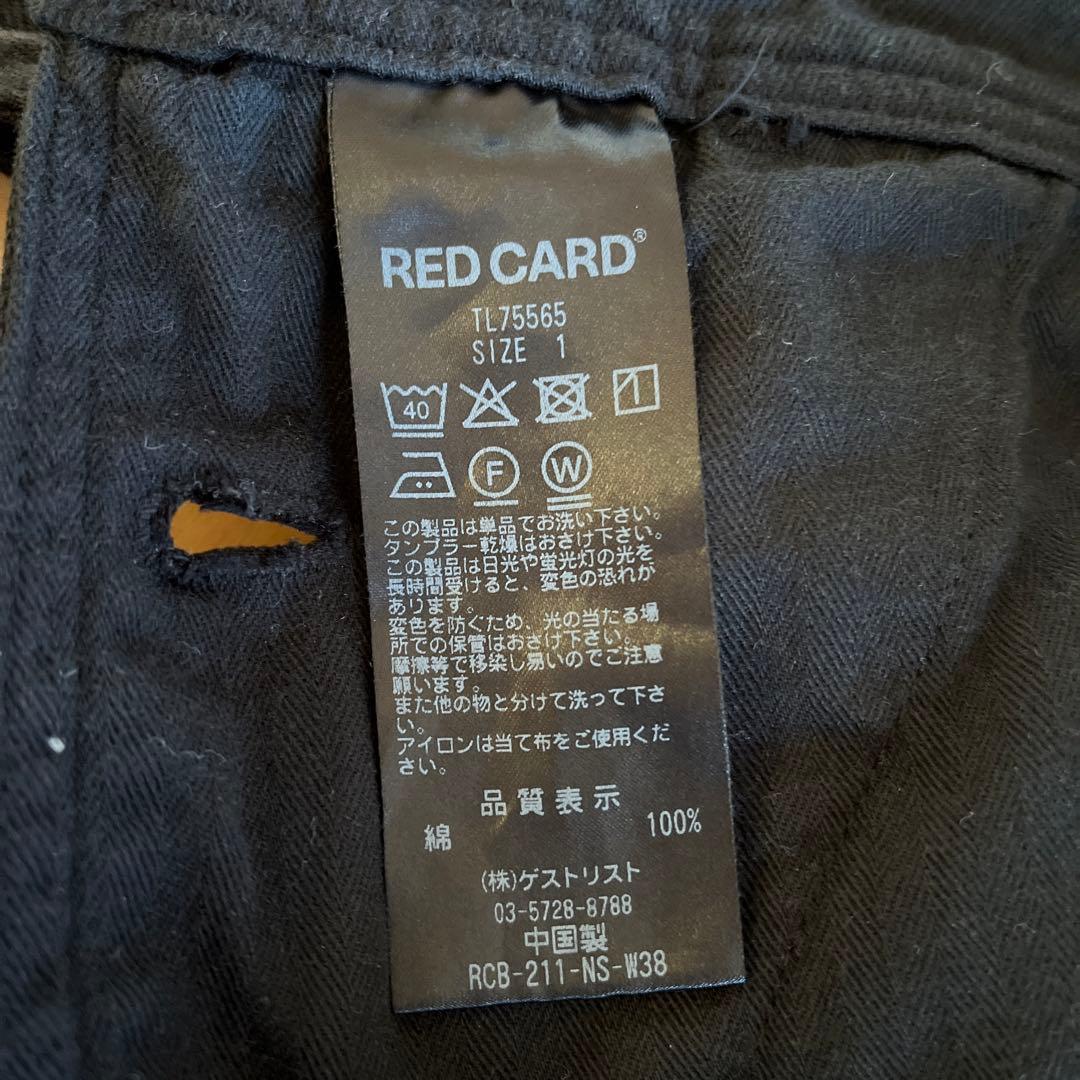 RED CARD®
TL75565
SIZE 1
40
F W
この製品は単品でお洗い下さい。
タンブラー乾燥はおさけ下さい。
この製品は日光や蛍光灯の光を
長時間受けると、変色の恐れが
あります。
変色を防ぐため、光の当たる場
所での保管はおさけ下さい。
摩擦等で移染し易いのでご注意
願います。
また他の物と分けて洗って下さ
い。
アイロンは当て布をご使用くだ
さい。
品質表示
綿 100%
(株)ゲストリスト
03-5728-8788
中国製
RCB-211-NS-W38